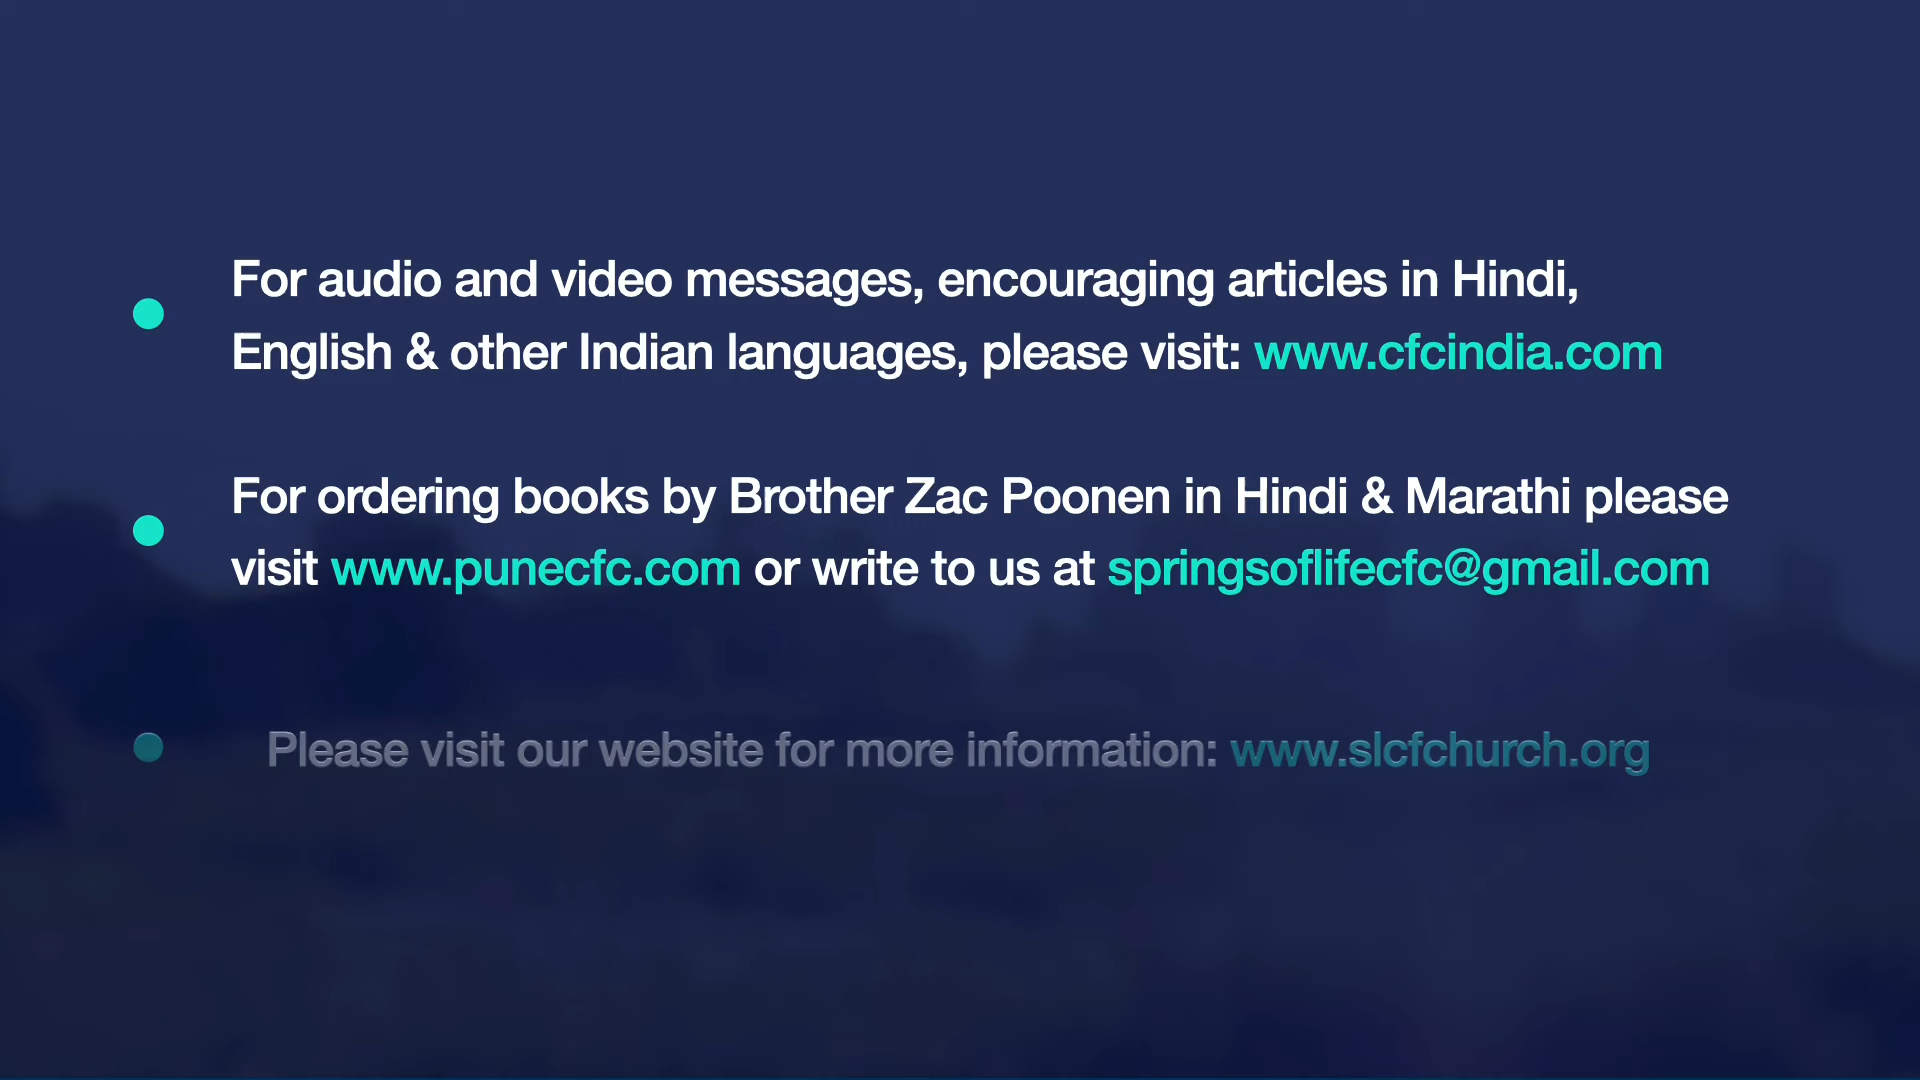 For audio and video messages, encouraging articles in Hindi,
English & other Indian languages, please visit: www.cfcindia.com
For ordering books by Brother Zac Poonen in Hindi & Marathi please
visit www.punecfc.com or write to us at springsoflifecfc@gmail.com
Please visit our website for more information: www.slcfchurch.org